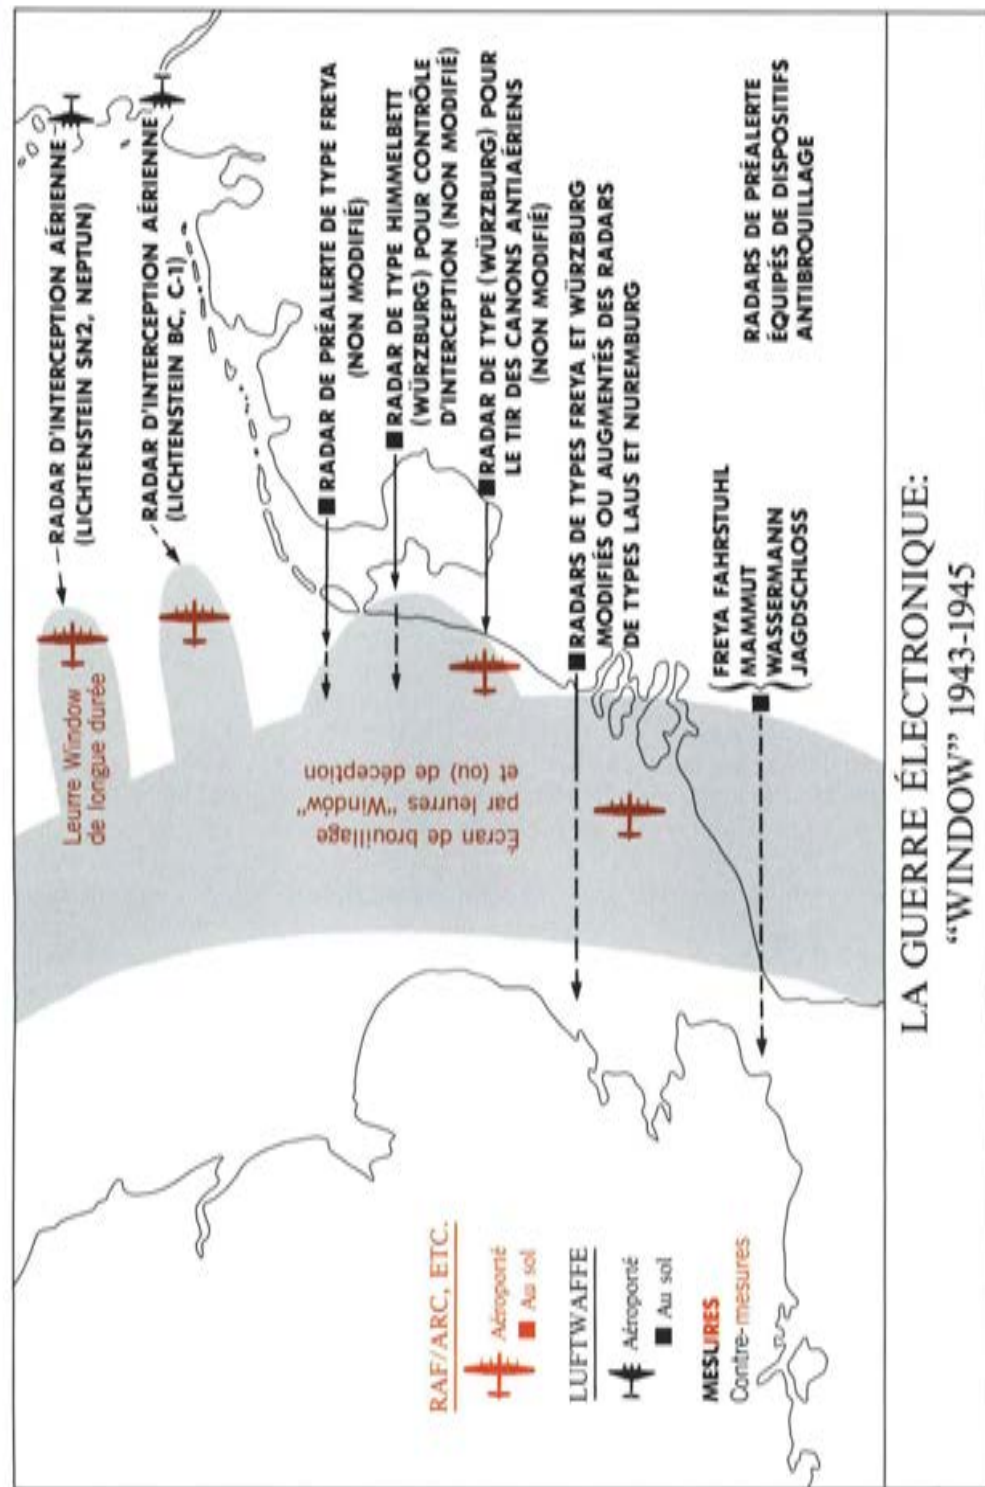 RADAR D'INTERCEPTION AÉRIENNE
(LICHTENSTEIN SN2, NEPTUN)
Leurre Window
de longue durée
RADAR D'INTERCEPTION AÉRIENNE
(LICHTENSTEIN BC, C-1)
RADAR DE PRÉALERTE DE TYPE FREYA
(NON MODIFIÉ)
RADAR DE TYPE HIMMELBETT
(WÜRZBURG) POUR CONTRÔLE
D'INTERCEPTION (NON MODIFIÉ)
Écran de brouillage
par leurres "Window"
et (ou) de déception
RADAR DE TYPE (WÜRZBURG) POUR
LE TIR DES CANONS ANTIAÉRIENS
(NON MODIFIÉ)
RADARS DE TYPES FREYA ET WÜRZBURG
MODIFIÉS OU AUGMENTÉS DES RADARS
DE TYPES LAUS ET NUREMBURG
FREYA FAHRSTUHL
MAMMUT
WASSERMANN
JAGDSCHLOSS
RADARS DE PRÉALERTE
ÉQUIPÉS DE DISPOSITIFS
ANTIBROUILLAGE
RAF/ARC, ETC.
Aéroporté
Au sol
LUFTWAFFE
Aéroporté
Au sol
MESURES
Contre-mesures
LA GUERRE ÉLECTRONIQUE:
“WINDOW” 1943-1945